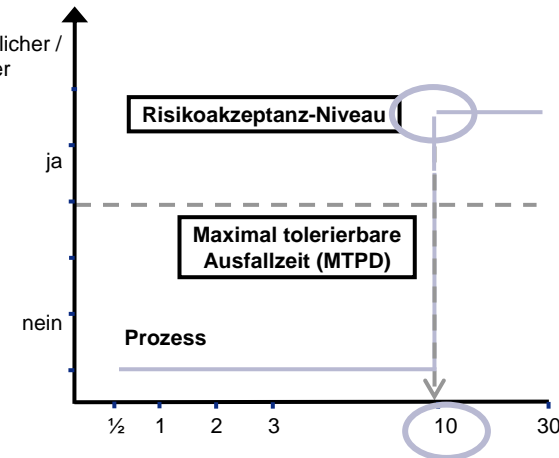 licher /
er
Risikoakzeptanz-Niveau
ja
Maximal tolerierbare
Ausfallzeit (MTPD)
nein
Prozess
½ 1 2 3 10 30